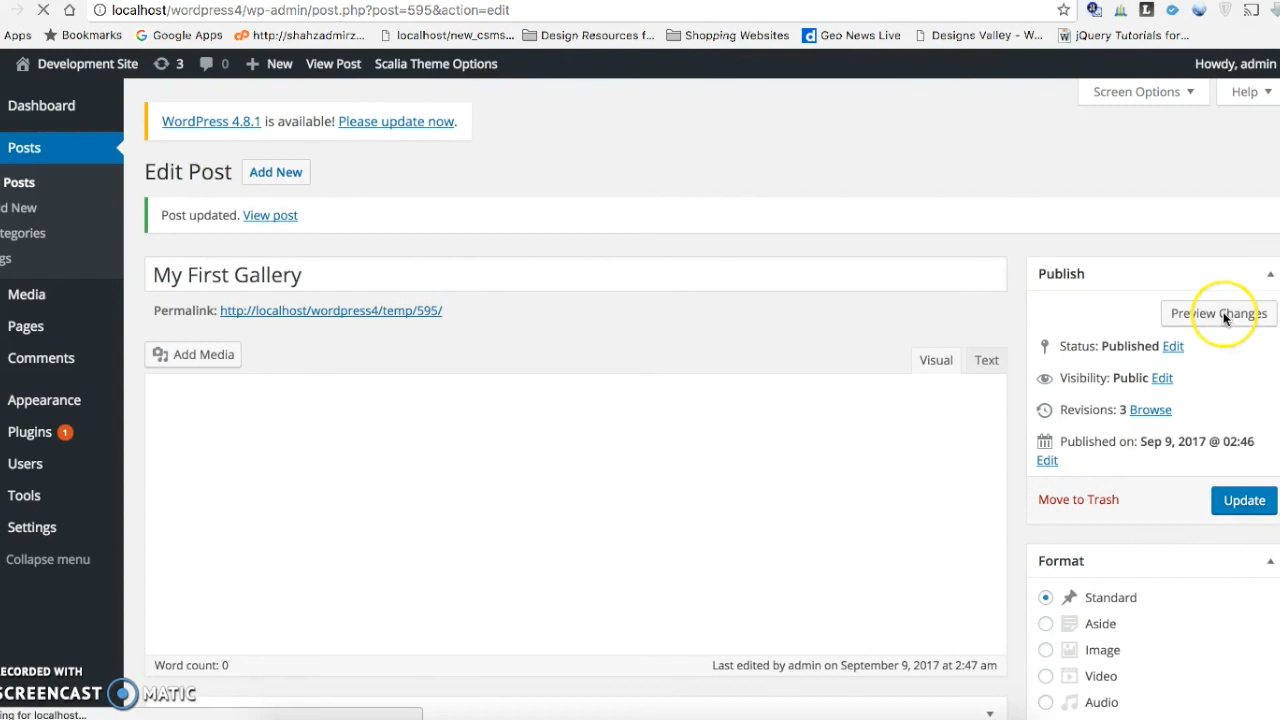 localhost/wordpress4/wp-admin/post.php?post=595&action=edit
Apps Bookmarks Google Apps http://shahzadmirz... localhost/new_csms... Design Resources f... Shopping Websites Geo News Live Designs Valley - W... jQuery Tutorials for...
Development Site 3 0 New View Post Scalia Theme Options Howdy, admin
Screen Options Help
Dashboard
WordPress 4.8.1 is available! Please update now.
Posts
Edit Post Add New
Posts
d New
tegories
gs
Post updated. View post
Media
Pages
Comments
Appearance
Plugins 1
Users
Tools
Settings
Collapse menu
My First Gallery
Permalink: http://localhost/wordpress4/temp/595/
Add Media
Visual Text
Word count: 0
Last edited by admin on September 9, 2017 at 2:47 am
Publish
Preview Changes
Status: Published Edit
Visibility: Public Edit
Revisions: 3 Browse
Published on: Sep 9, 2017 @ 02:46
Edit
Move to Trash Update
Format
Standard
Aside
Image
Video
Audio
ECORDED WITH
SCREENCAST MATIC
ng for localhost...